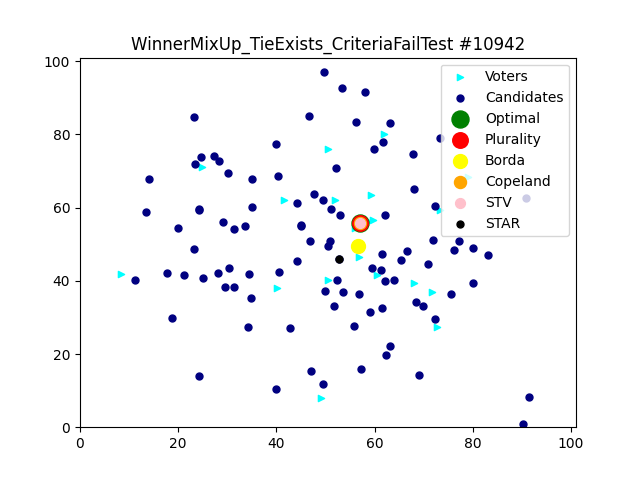 WinnerMixUp_TieExists_CriteriaFailTest #10942
100
80
60
40
20
0
0
20
40
60
80
100
Voters
Candidates
Optimal
Plurality
Borda
Copeland
STV
STAR